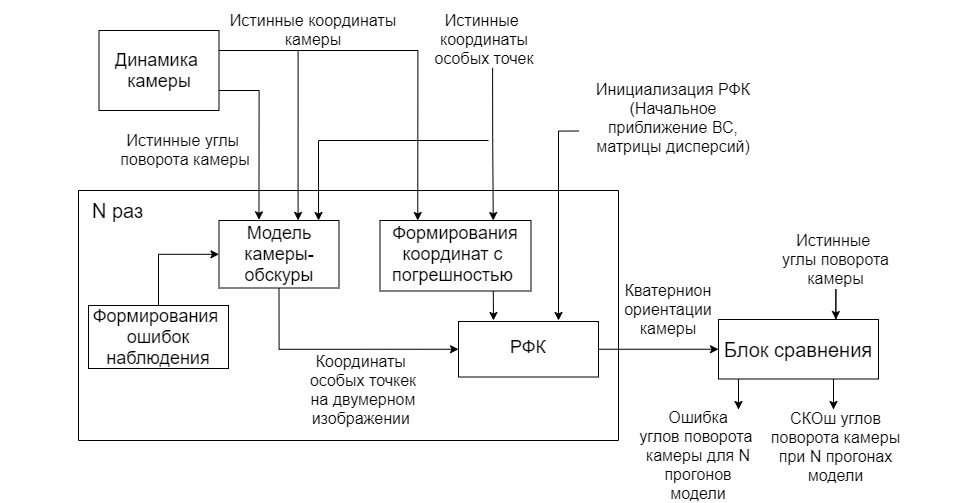 Истинные координаты
камеры
Истинные
координаты
особых точек
Динамика
камеры
Инициализация РФК
(Начальное
приближение ВС,
матрицы дисперсий)
Истинные углы
поворота камеры
N раз
Модель
камеры-
обскуры
Формирования
координат с
погрешностью
Истинные
углы поворота
камеры
Формирования
ошибок
наблюдения
Кватернион
ориентации
камеры
РФК
Блок сравнения
Координаты
особых точкек
на двумерном
изображении
Ошибка
углов поворота
камеры для N
прогонов
модели
СКОш углов
поворота камеры
при N прогонах
модели